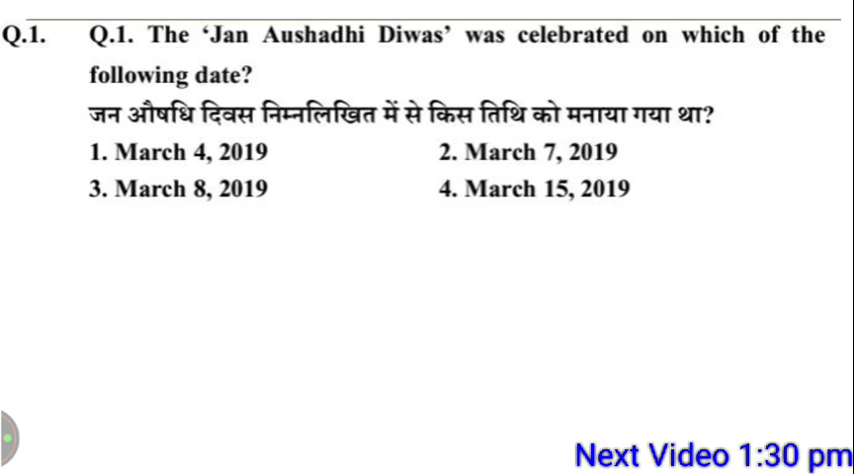 Q.1. Q.1. The ‘Jan Aushadhi Diwas’ was celebrated on which of the
following date?
जन औषधि दिवस निम्नलिखित में से किस तिथि को मनाया गया था?
1. March 4, 2019 2. March 7, 2019
3. March 8, 2019 4. March 15, 2019
Next Video 1:30 pm